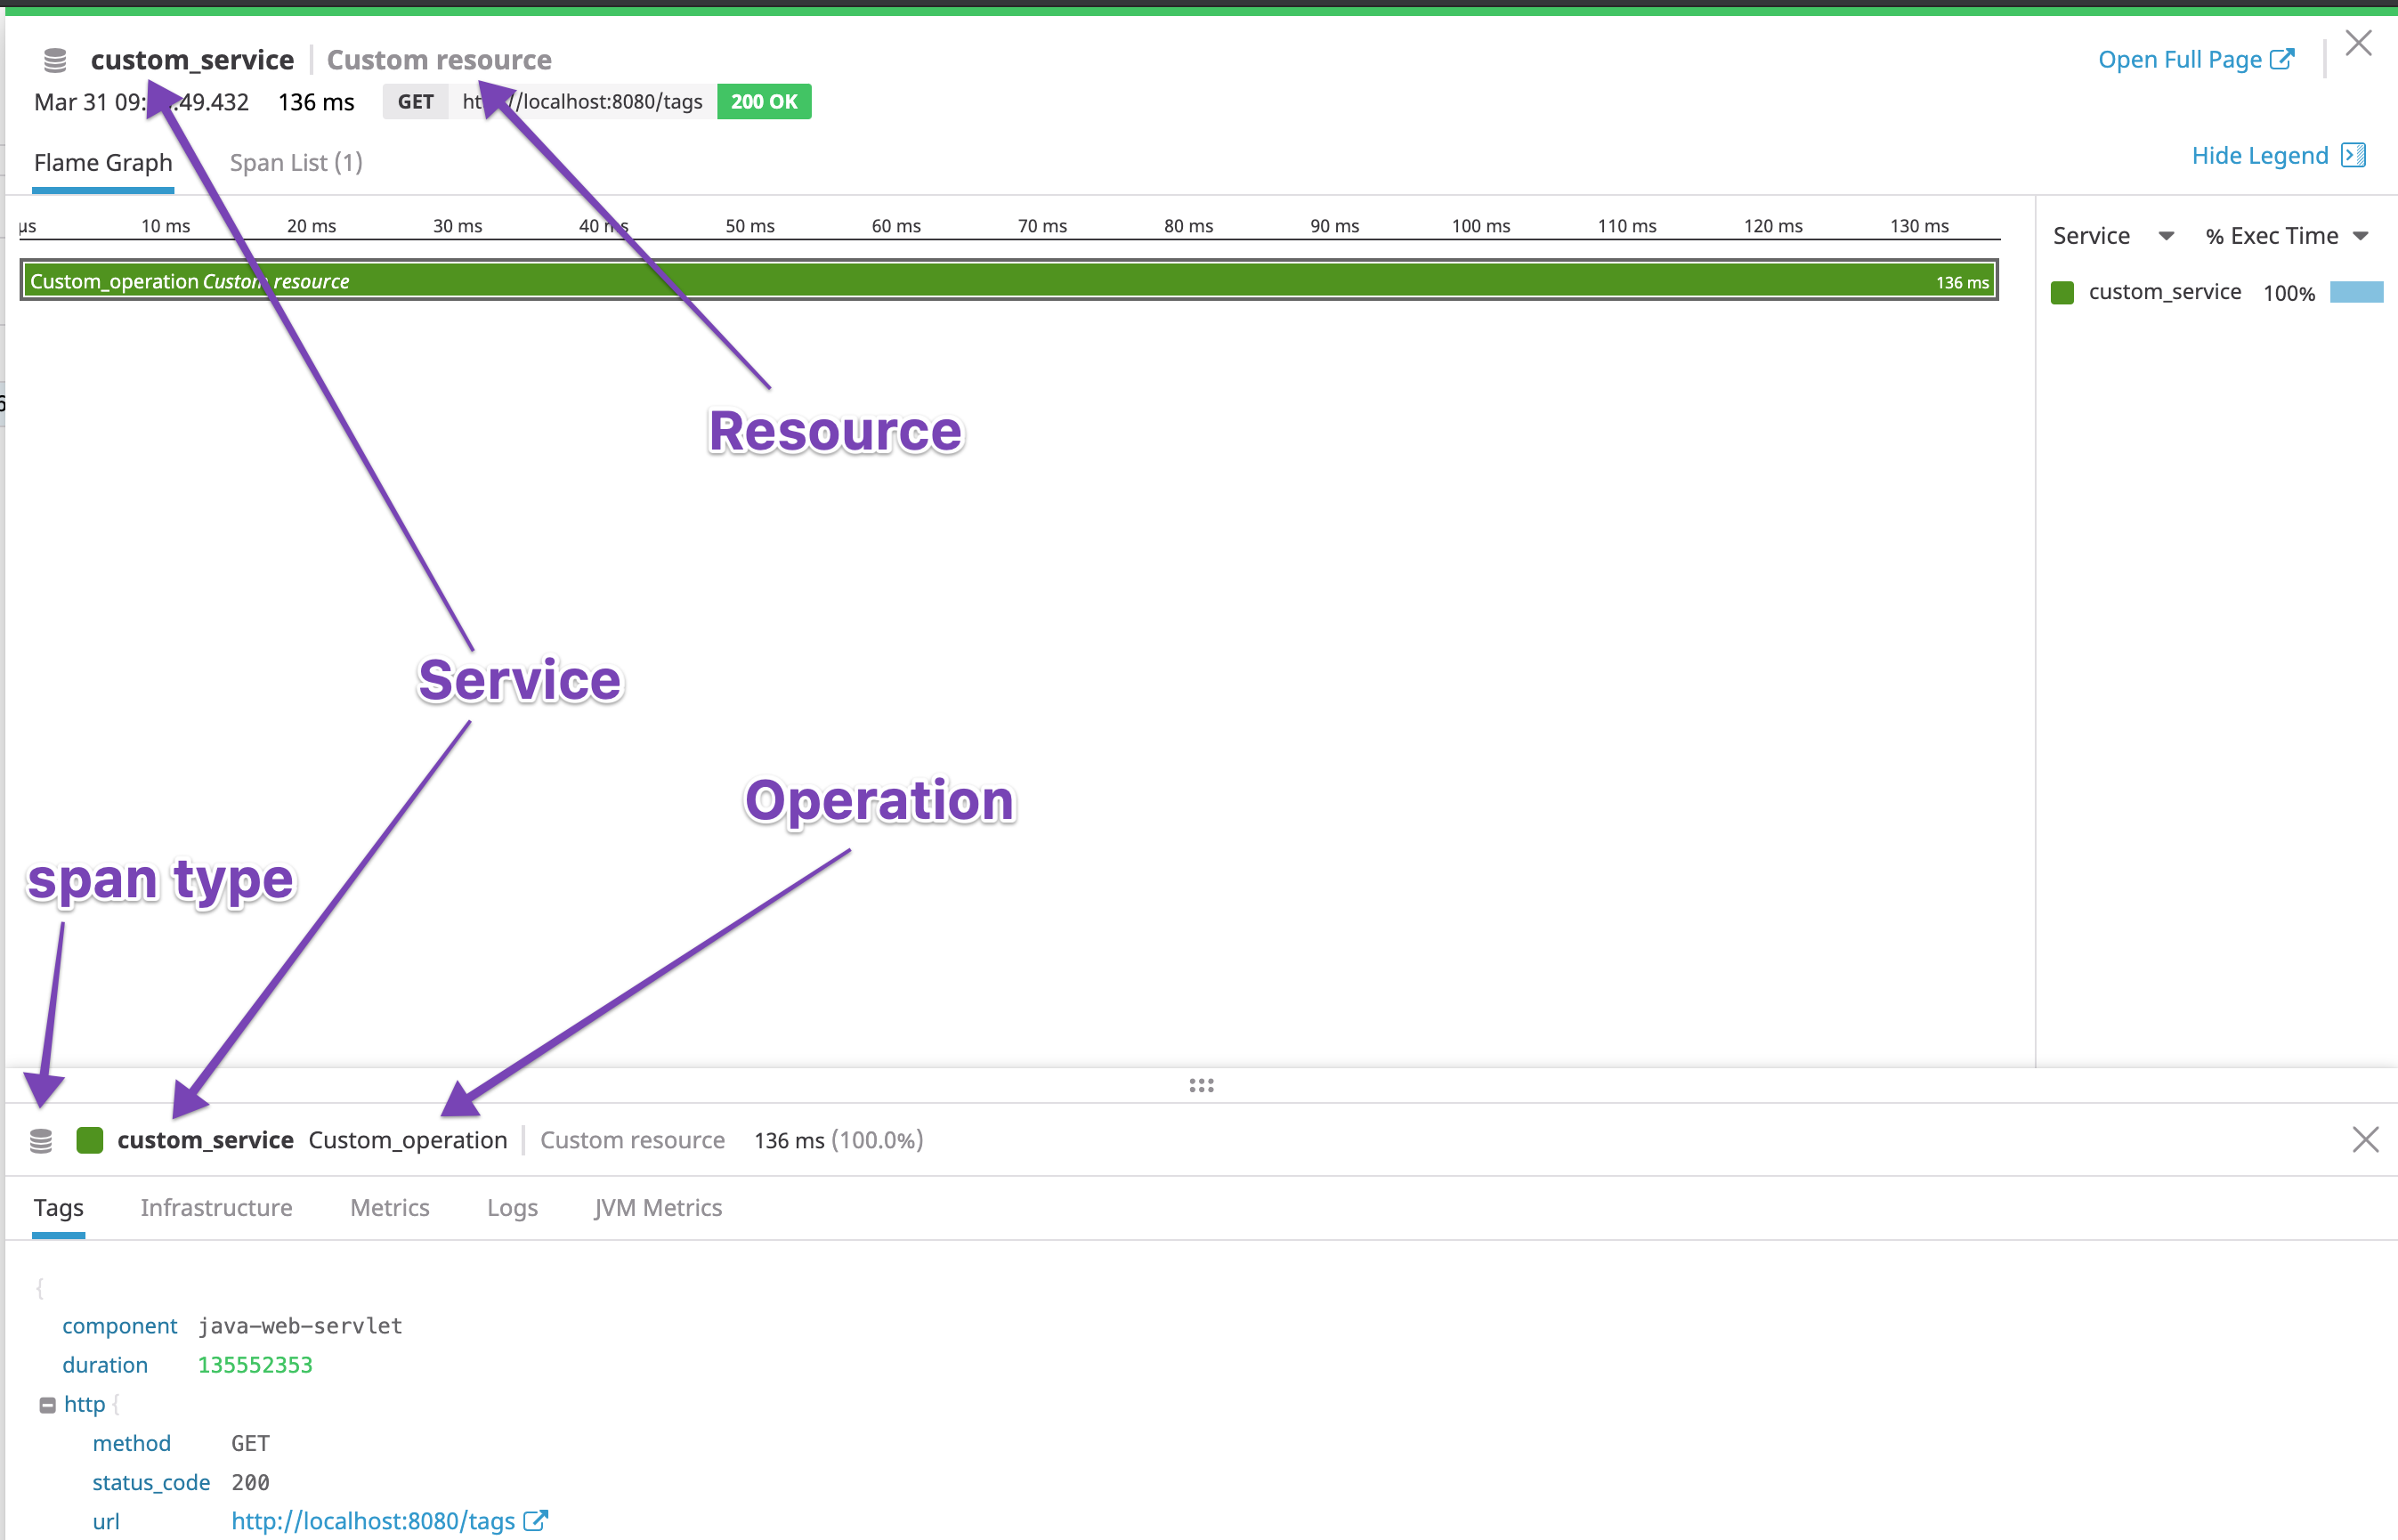 custom_service | Custom resource
Open Full Page
Mar 31 09: 49.432 136 ms GET ht //localhost:8080/tags 200 OK
Flame Graph Span List (1)
Hide Legend
µs 10 ms 20 ms 30 ms 40 ms 50 ms 60 ms 70 ms 80 ms 90 ms 100 ms 110 ms 120 ms 130 ms
Service % Exec Time
Custom_operation Custom resource 136 ms
custom_service 100%
Resource
Service
Operation
span type
custom_service Custom_operation | Custom resource 136 ms (100.0%)
Tags Infrastructure Metrics Logs JVM Metrics
{
component java-web-servlet
duration 135552353
http {
method GET
status_code 200
url http://localhost:8080/tags